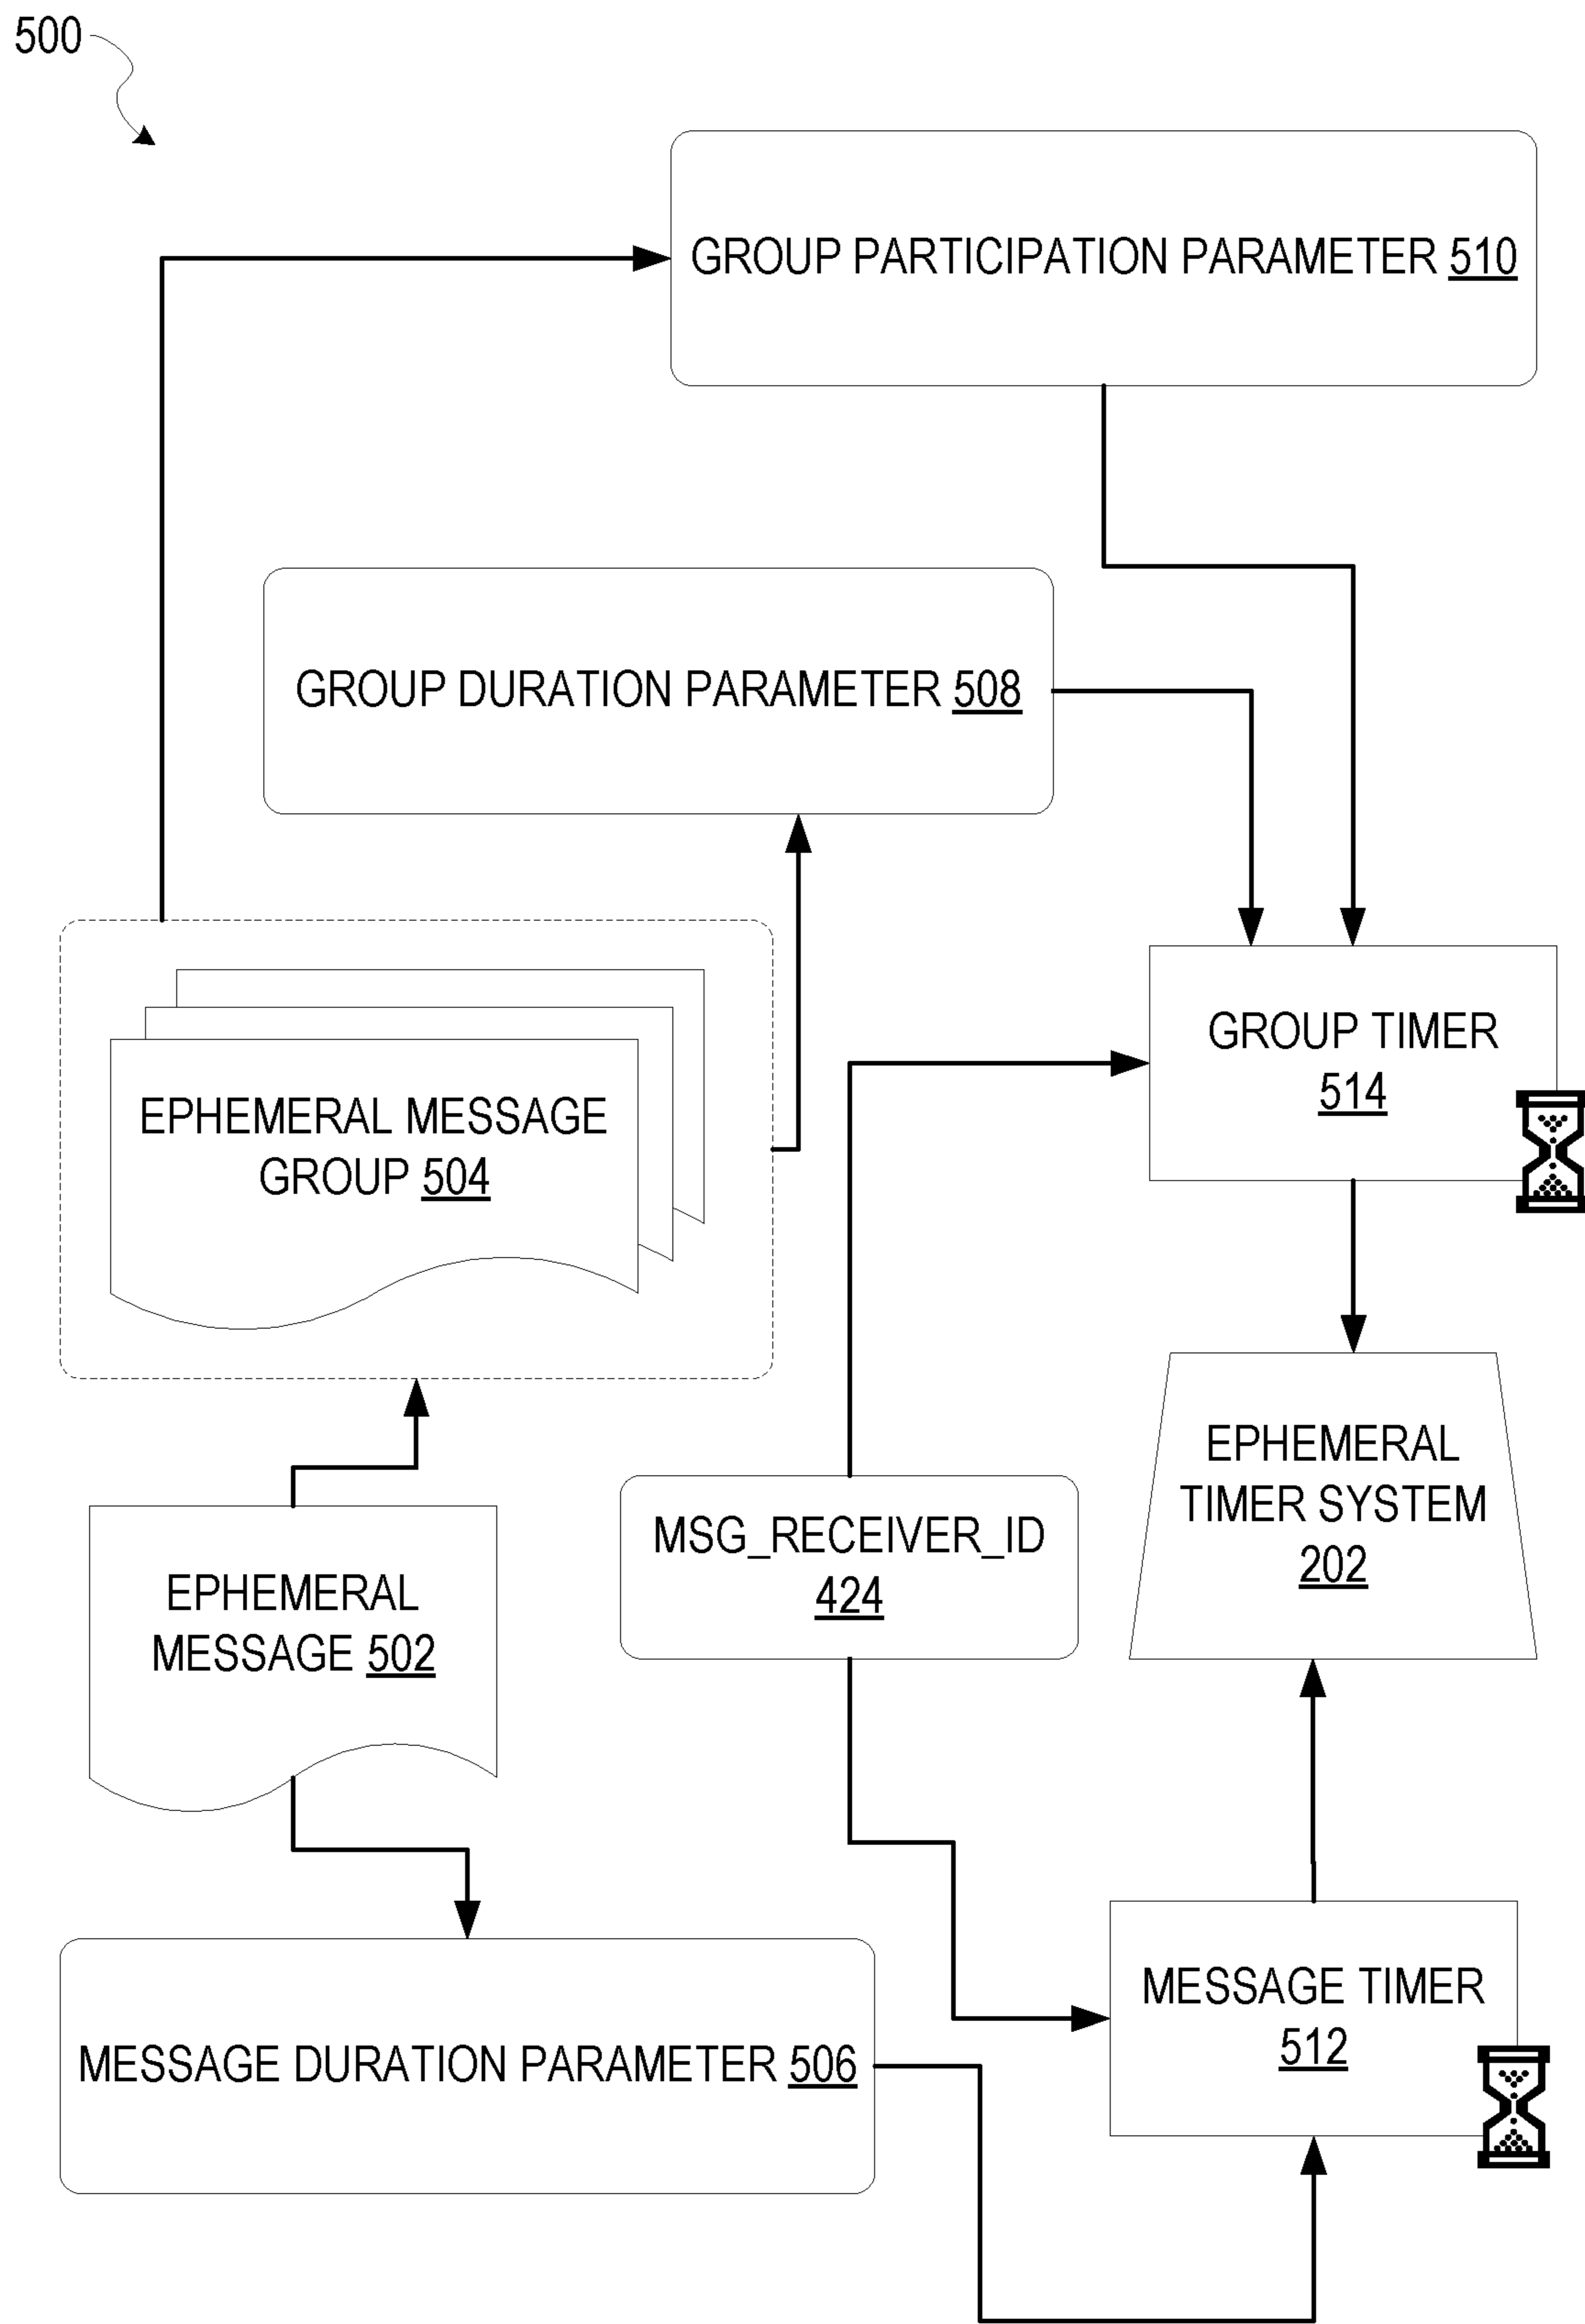 500
GROUP PARTICIPATION PARAMETER 510
GROUP DURATION PARAMETER 508
GROUP TIMER
514
EPHEMERAL MESSAGE
GROUP 504
EPHEMERAL
TIMER SYSTEM
202
MSG_RECEIVER_ID
424
EPHEMERAL
MESSAGE 502
MESSAGE TIMER
512
MESSAGE DURATION PARAMETER 506